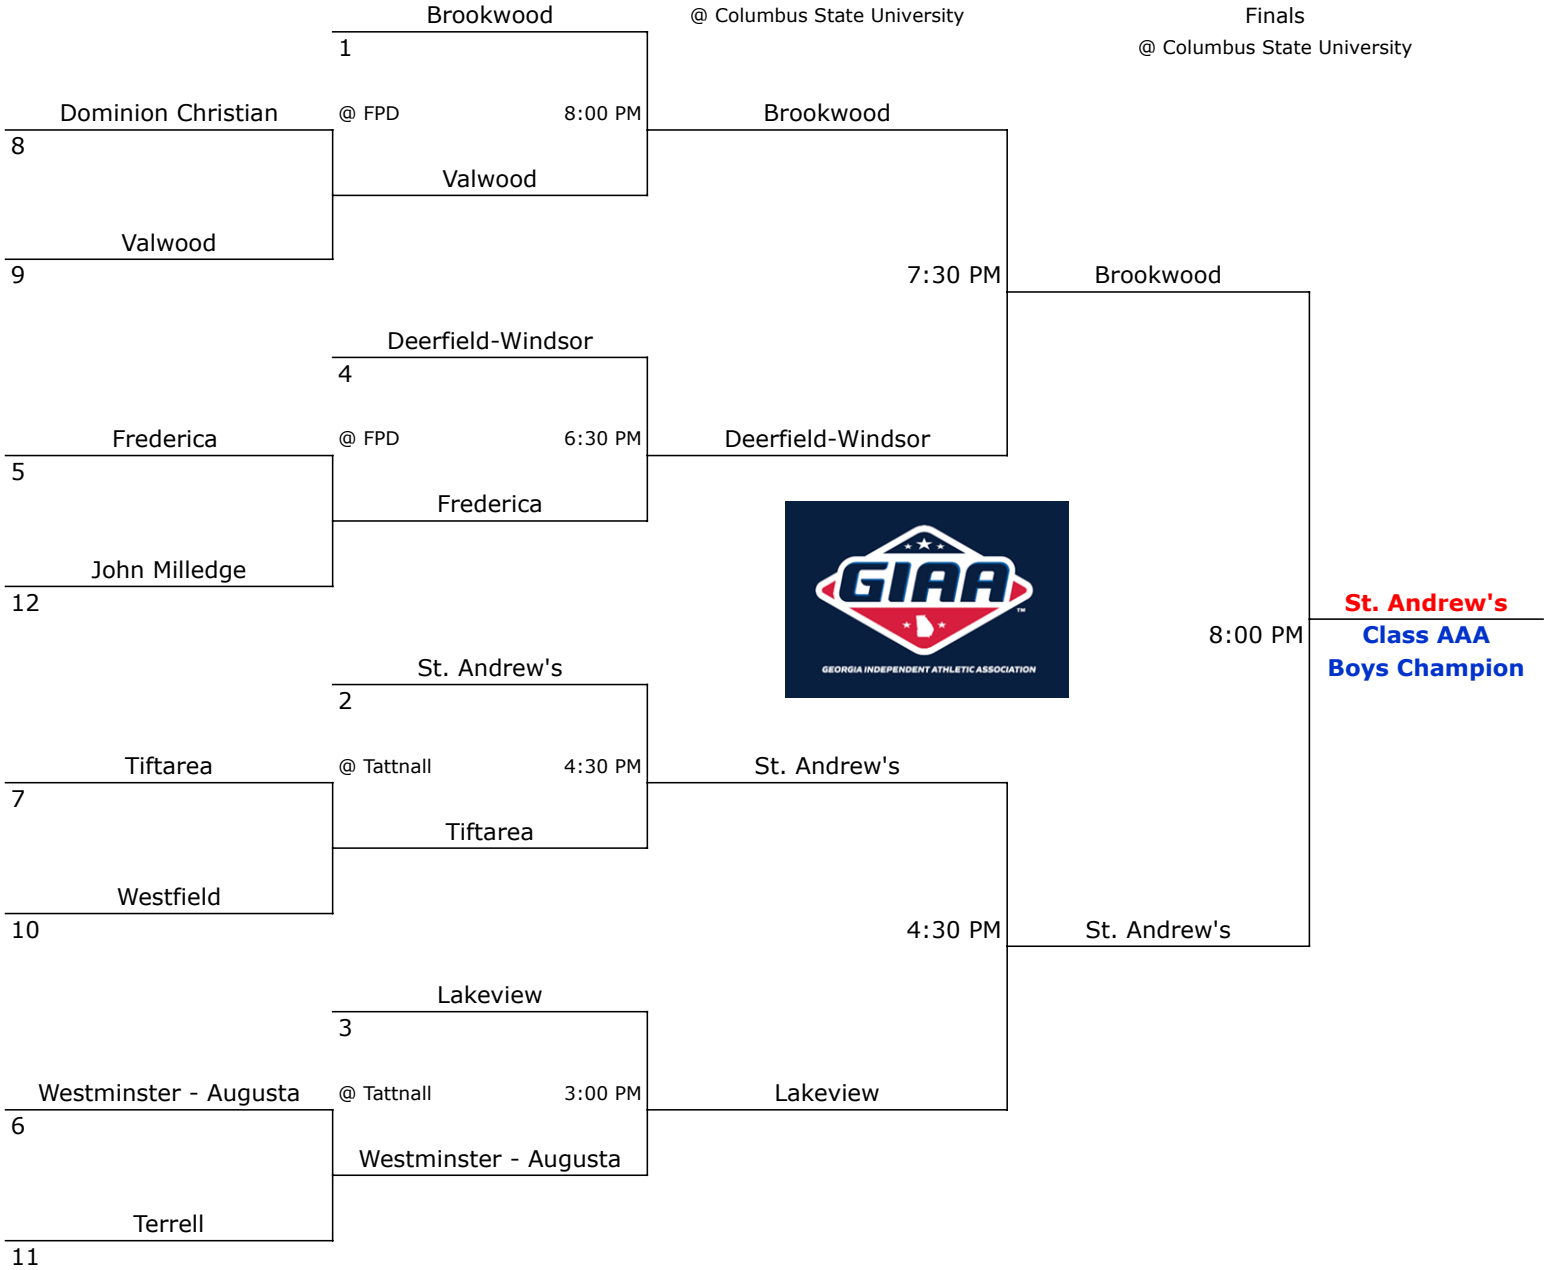 Brookwood
@ Columbus State University
Finals
1
@ Columbus State University
Dominion Christian
@ FPD
8:00 PM
Brookwood
8
Valwood
Valwood
9
7:30 PM
Brookwood
Deerfield-Windsor
4
Frederica
@ FPD
6:30 PM
Deerfield-Windsor
5
Frederica
John Milledge
12
GIAA
TM
GEORGIA INDEPENDENT ATHLETIC ASSOCIATION
St. Andrew's
8:00 PM
Class AAA
Boys Champion
St. Andrew's
2
Tiftarea
@ Tattnall
4:30 PM
St. Andrew's
7
Tiftarea
Westfield
10
4:30 PM
St. Andrew's
Lakeview
3
Westminster - Augusta
@ Tattnall
3:00 PM
Lakeview
6
Westminster - Augusta
Terrell
11